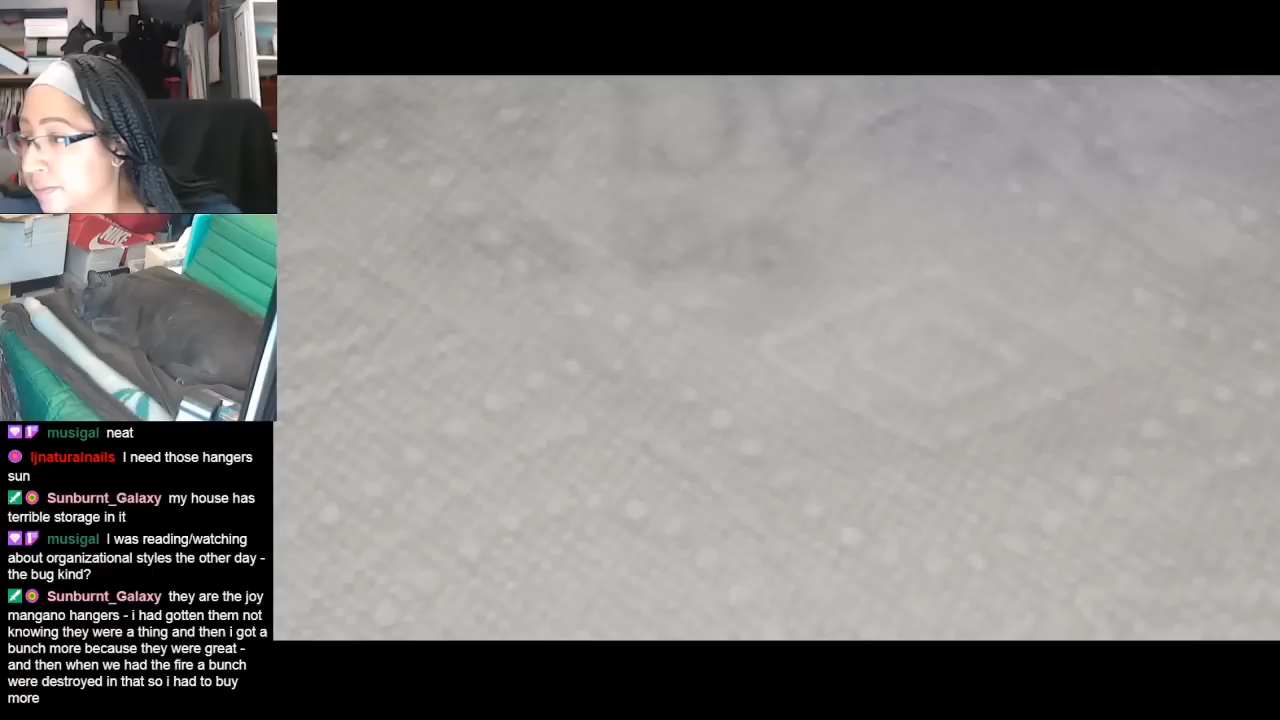 NIKE
musigal neat
ljnaturalnails I need those hangers
sun
Sunburnt_Galaxy my house has
terrible storage in it
musigal I was reading/watching
about organizational styles the other day -
the bug kind?
Sunburnt_Galaxy they are the joy
mangano hangers - i had gotten them not
knowing they were a thing and then i got a
bunch more because they were great -
and then when we had the fire a bunch
were destroyed in that so i had to buy
more